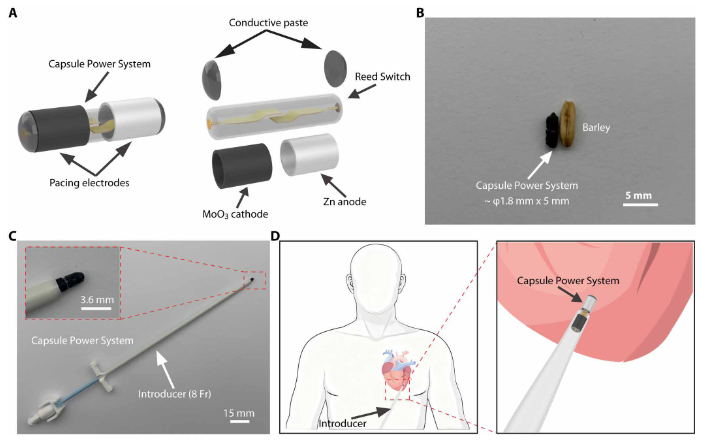 A
Conductive paste
Capsule Power System
Reed Switch
Pacing electrodes
MoO₃ cathode
Zn anode
B
Barley
Capsule Power System
~ φ1.8 mm x 5 mm
5 mm
C
3.6 mm
Capsule Power System
Introducer (8 Fr)
15 mm
D
Introducer
Capsule Power System